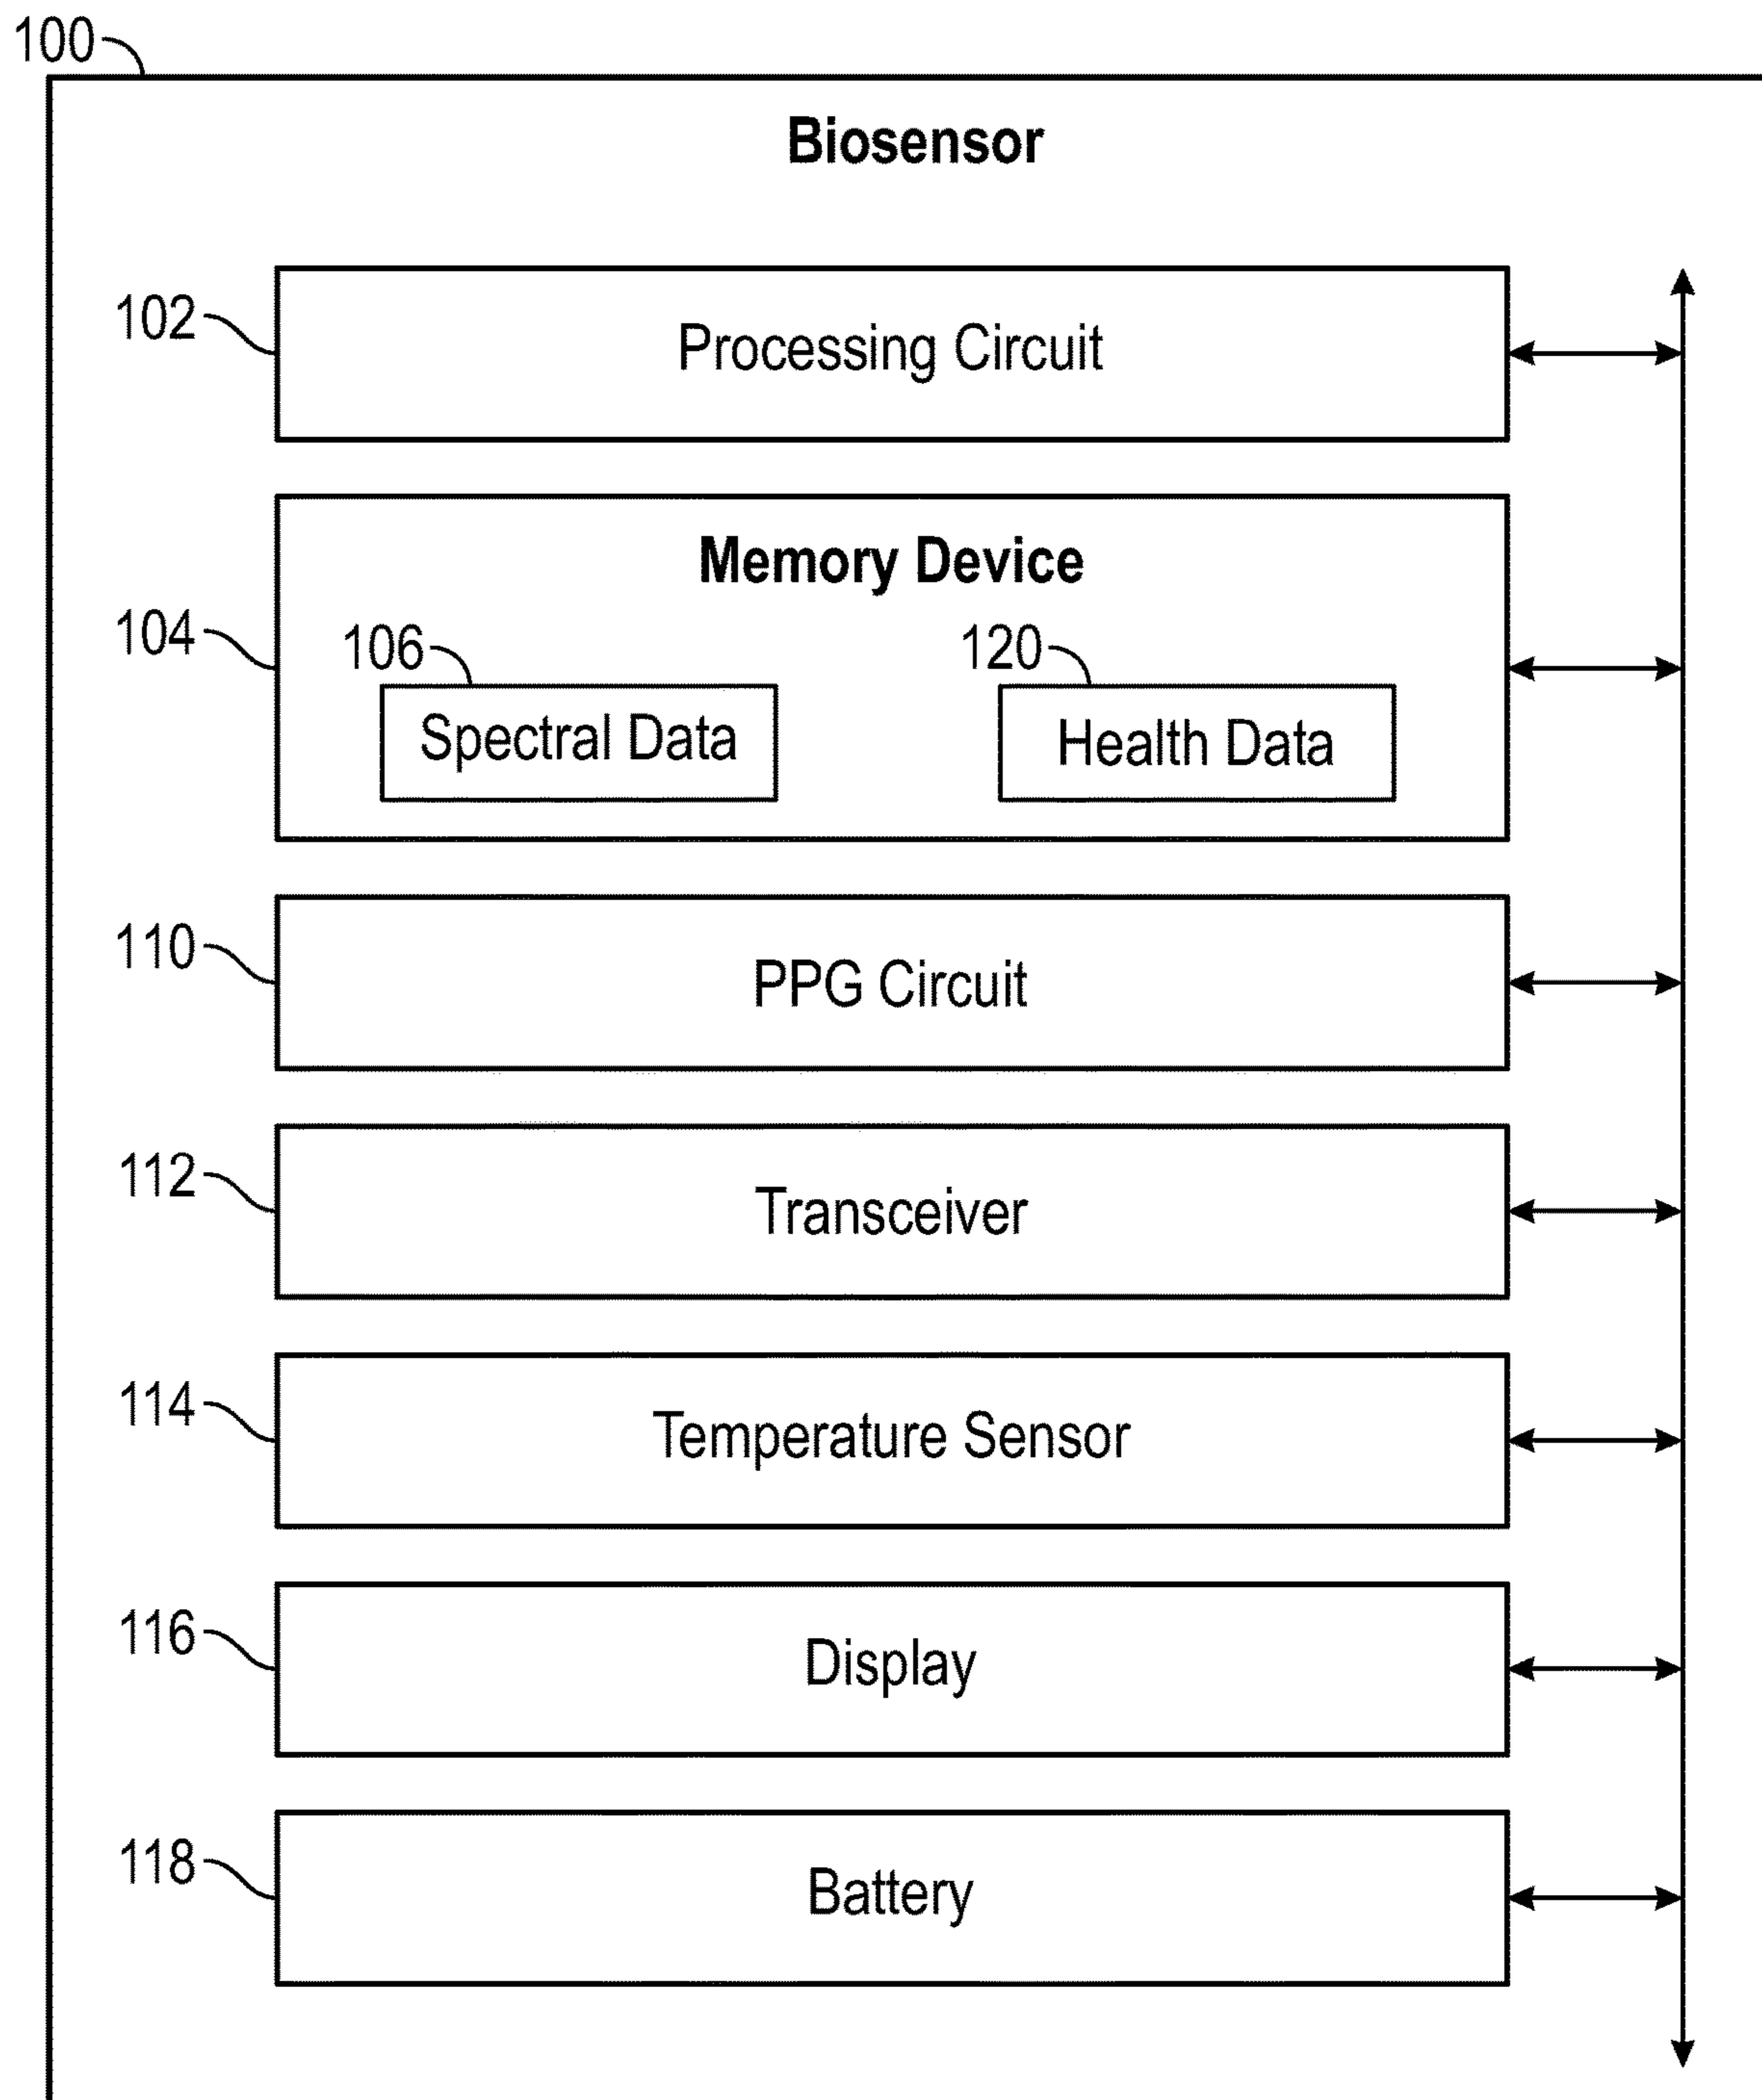 100
Biosensor
102
Processing Circuit
Memory Device
104
106
120
Spectral Data
Health Data
110
PPG Circuit
112
Transceiver
114
Temperature Sensor
116
Display
118
Battery